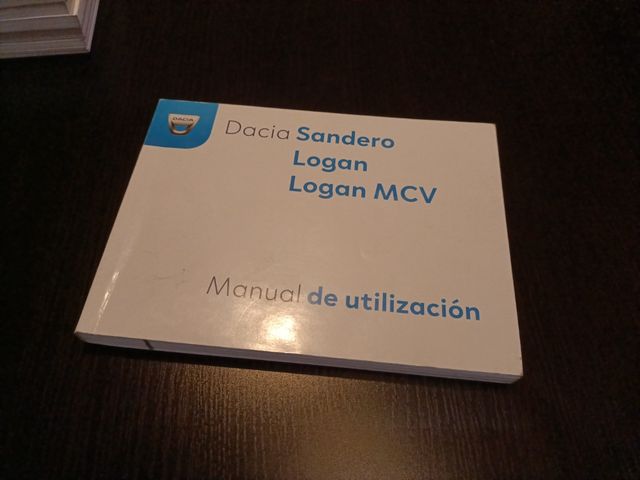 DACIA
Dacia Sandero
Logan
Logan MCV
Manual de utilización